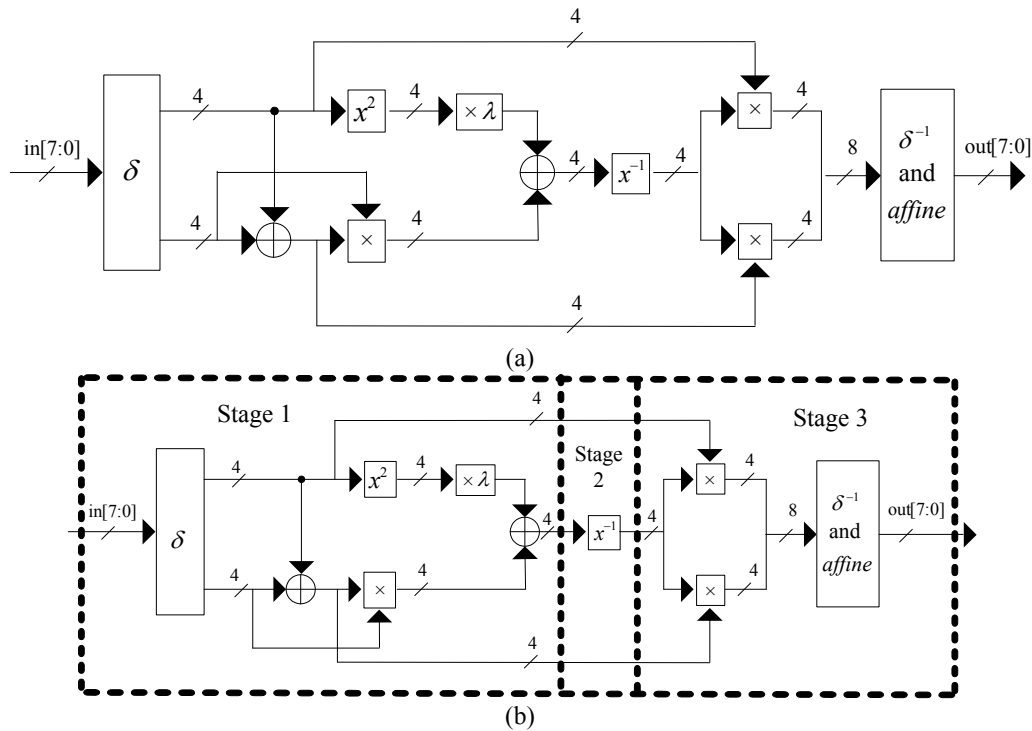 4
4
x²
4
× λ
×
4
in[7:0]
δ
4
x⁻¹
4
8
δ⁻¹
and
affine
out[7:0]
4
×
4
×
4
4
(a)
Stage 1
4
Stage
2
Stage 3
4
x²
4
× λ
×
4
in[7:0]
δ
4
x⁻¹
4
8
δ⁻¹
and
affine
out[7:0]
4
×
4
×
4
4
(b)